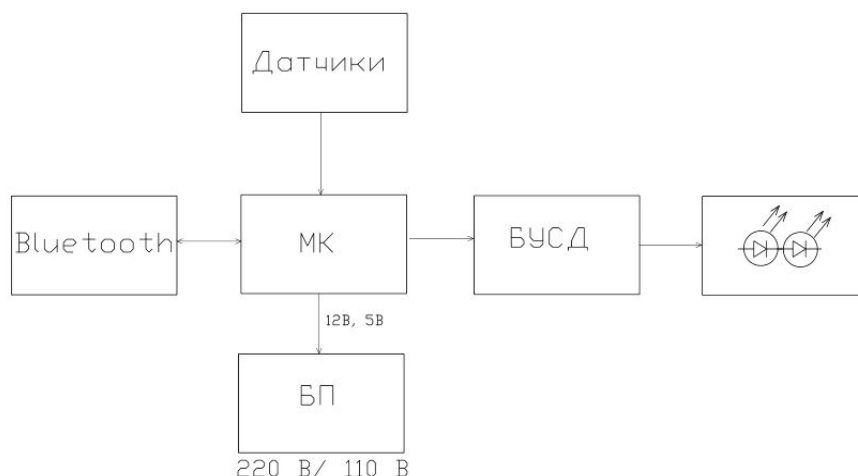 Датчики
Bluetooth
МК
БУСД
12В, 5В
БП
220 В/ 110 В